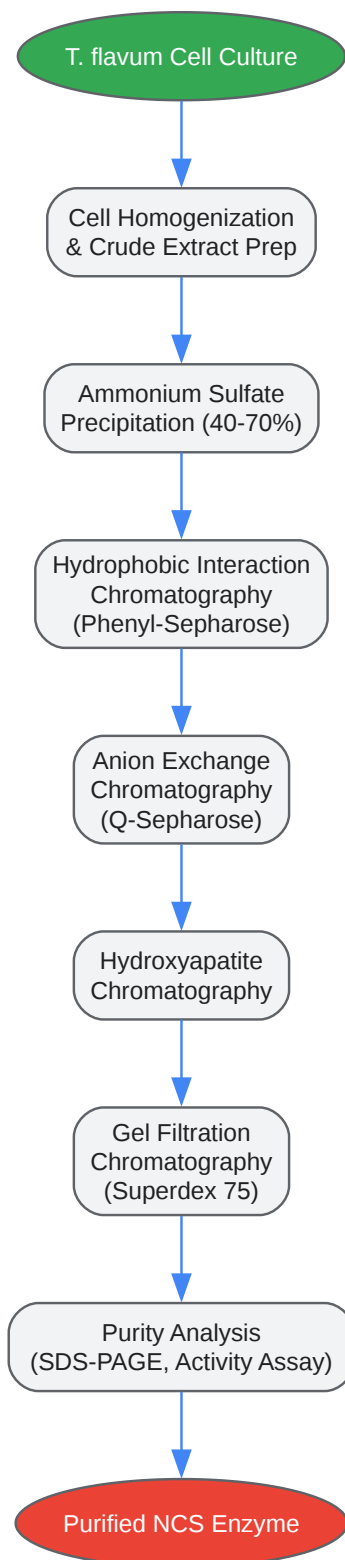 T. flavum Cell Culture
Cell Homogenization
& Crude Extract Prep
Ammonium Sulfate
Precipitation (40-70%)
Hydrophobic Interaction
Chromatography
(Phenyl-Sepharose)
Anion Exchange
Chromatography
(Q-Sepharose)
Hydroxyapatite
Chromatography
Gel Filtration
Chromatography
(Superdex 75)
Purity Analysis
(SDS-PAGE, Activity Assay)
Purified NCS Enzyme